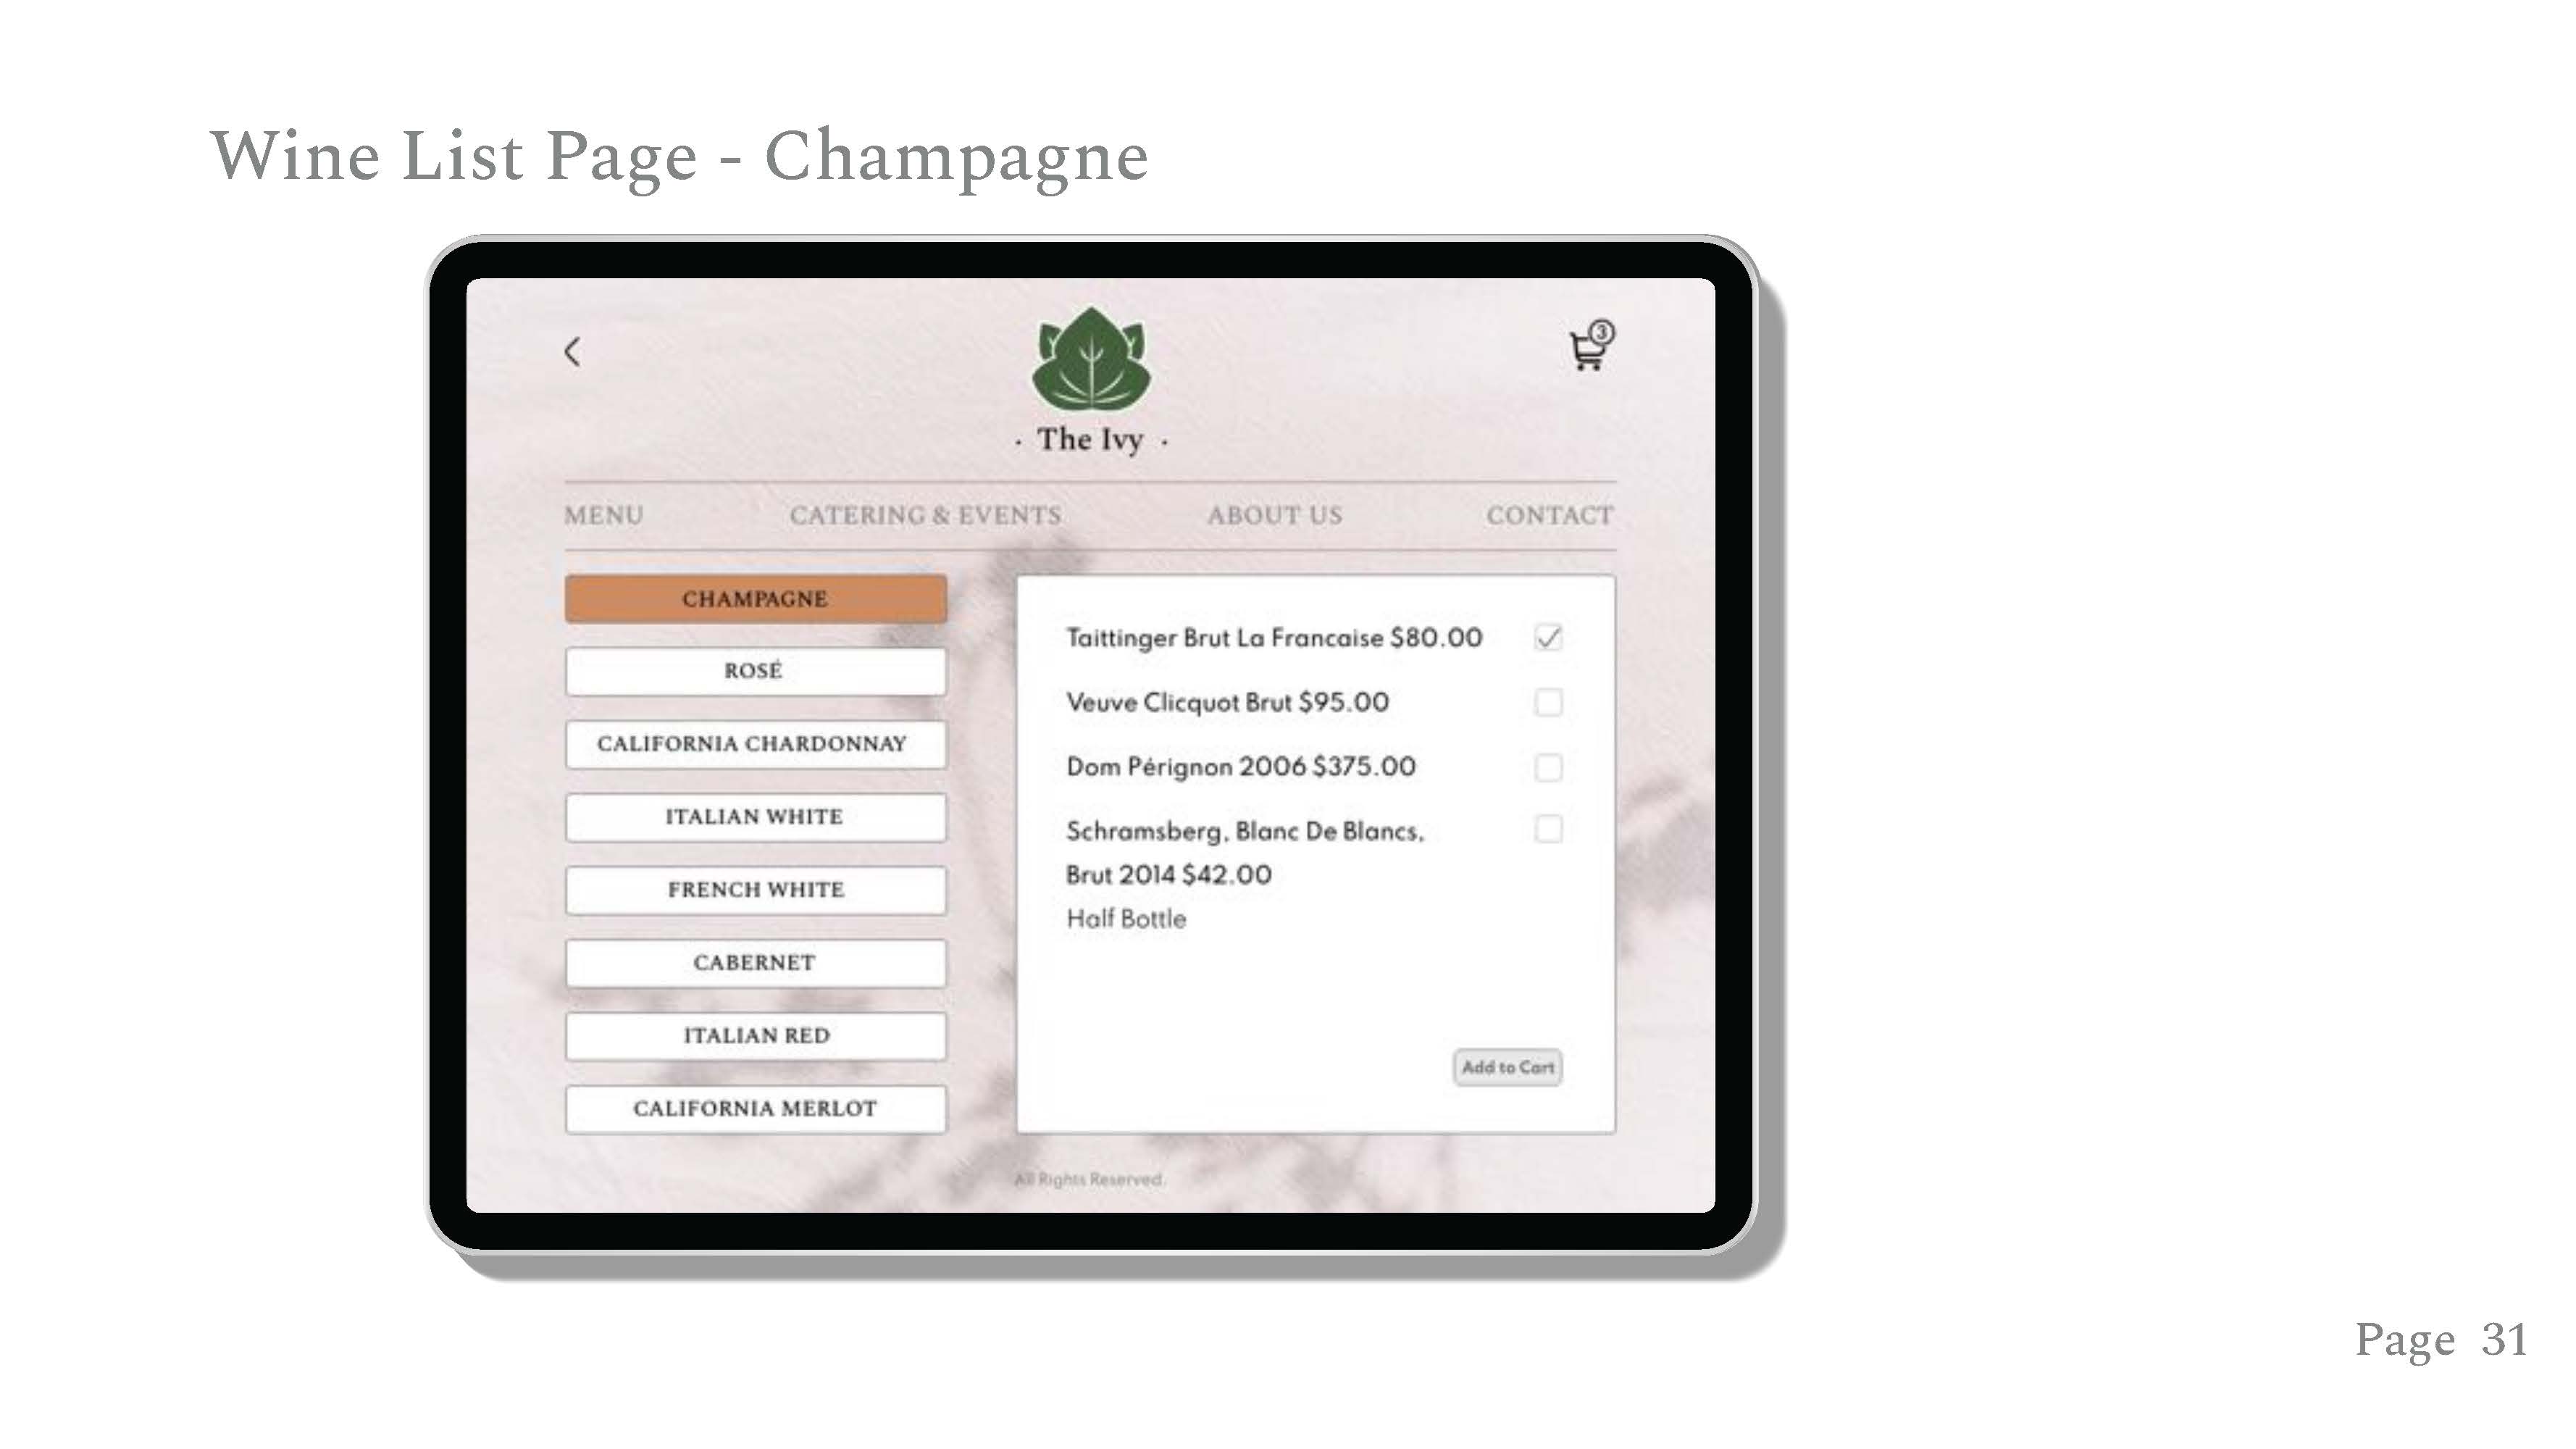 Wine List Page - Champagne
3
· The Ivy ·
MENU CATERING & EVENTS ABOUT US CONTACT
CHAMPAGNE
ROSÉ
CALIFORNIA CHARDONNAY
ITALIAN WHITE
FRENCH WHITE
CABERNET
ITALIAN RED
CALIFORNIA MERLOT
Taittinger Brut La Francaise $80.00
Veuve Clicquot Brut $95.00
Dom Pérignon 2006 $375.00
Schramsberg, Blanc De Blancs,
Brut 2014 $42.00
Half Bottle
Add to Cart
All Rights Reserved.
Page 31